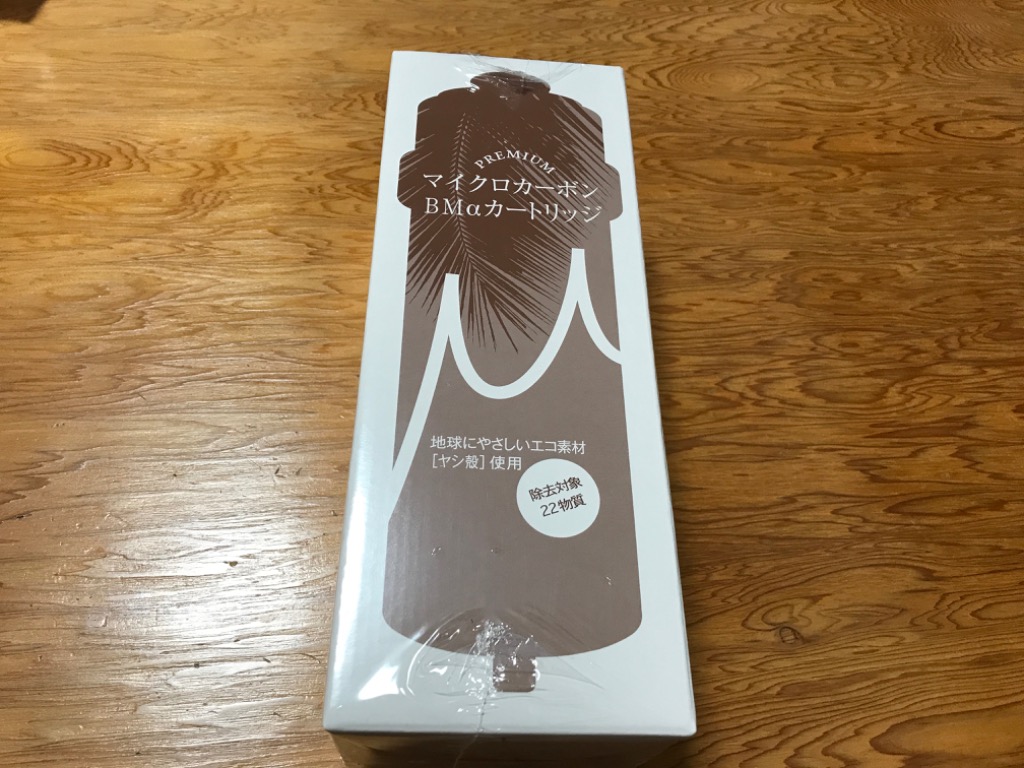 PREMIUM
マイクロカーボン
BMαカートリッジ
地球にやさしいエコ素材
[ヤシ殻]使用
除去対象
22物質